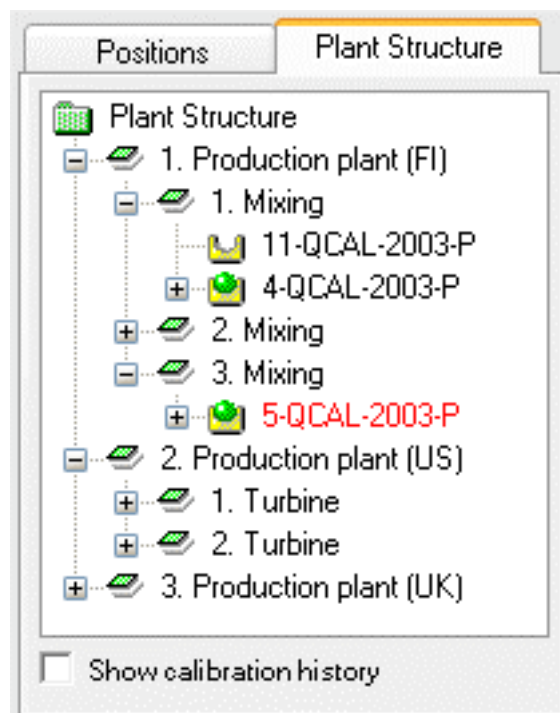 Positions
Plant Structure
Plant Structure
1. Production plant (FI)
1. Mixing
11-QCAL-2003-P
4-QCAL-2003-P
2. Mixing
3. Mixing
5-QCAL-2003-P
2. Production plant (US)
1. Turbine
2. Turbine
3. Production plant (UK)
Show calibration history